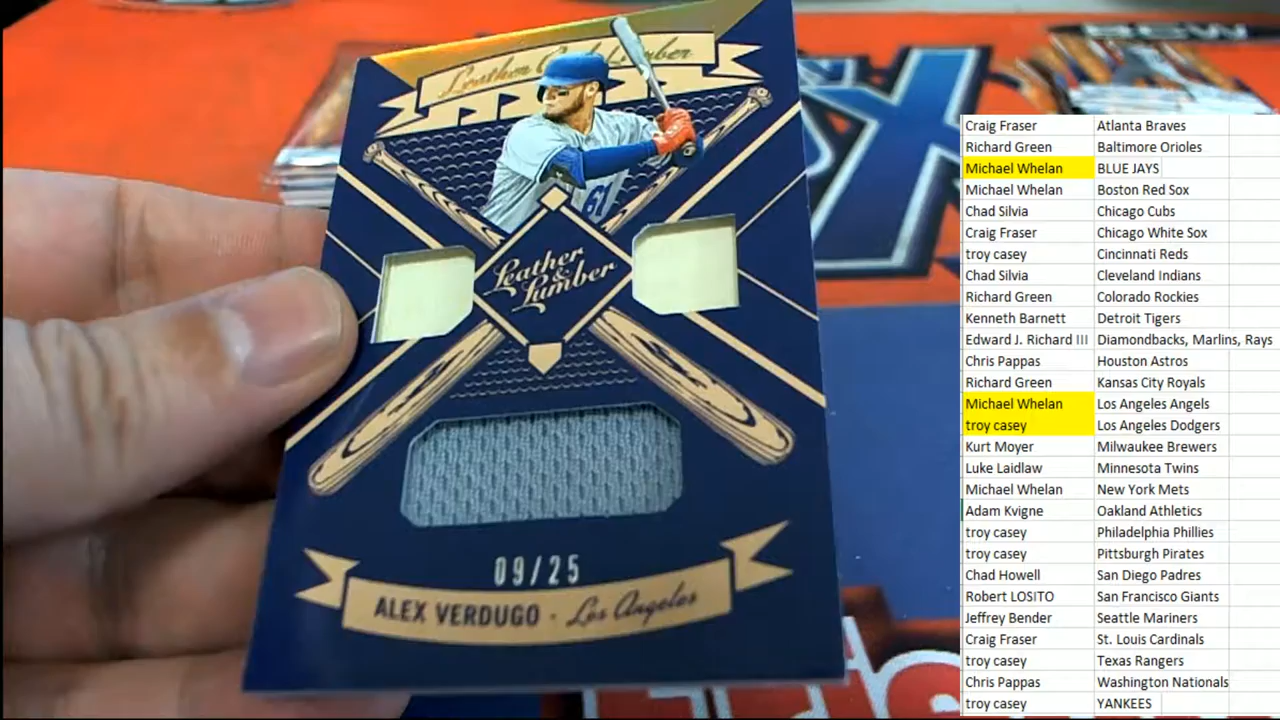 BCW
Leather and Lumber
61
Leather
&
Lumber
09/25
ALEX VERDUGO · Los Angeles
Craig Fraser Atlanta Braves
Richard Green Baltimore Orioles
Michael Whelan BLUE JAYS
Michael Whelan Boston Red Sox
Chad Silvia Chicago Cubs
Craig Fraser Chicago White Sox
troy casey Cincinnati Reds
Chad Silvia Cleveland Indians
Richard Green Colorado Rockies
Kenneth Barnett Detroit Tigers
Edward J. Richard III Diamondbacks, Marlins, Rays
Chris Pappas Houston Astros
Richard Green Kansas City Royals
Michael Whelan Los Angeles Angels
troy casey Los Angeles Dodgers
Kurt Moyer Milwaukee Brewers
Luke Laidlaw Minnesota Twins
Michael Whelan New York Mets
Adam Kvigne Oakland Athletics
troy casey Philadelphia Phillies
troy casey Pittsburgh Pirates
Chad Howell San Diego Padres
Robert LOSITO San Francisco Giants
Jeffrey Bender Seattle Mariners
Craig Fraser St. Louis Cardinals
troy casey Texas Rangers
Chris Pappas Washington Nationals
troy casey YANKEES